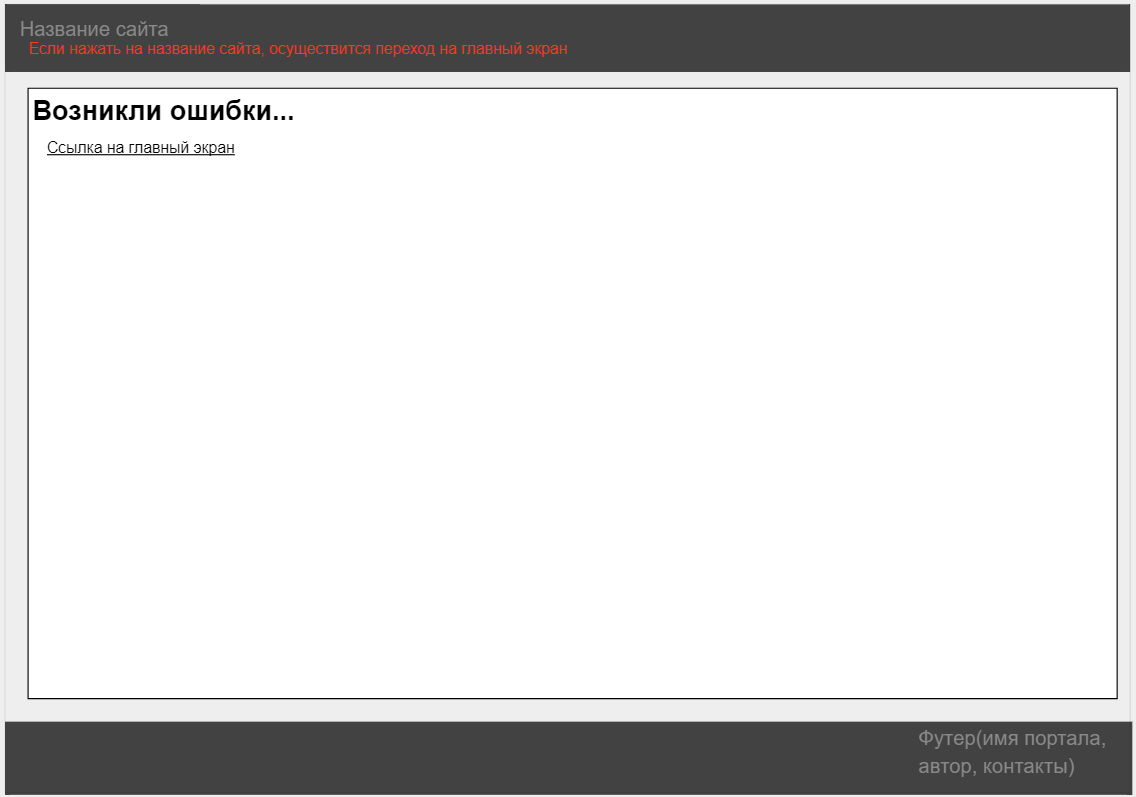 Название сайта
Если нажать на название сайта, осуществится переход на главный экран
Возникли ошибки...
Ссылка на главный экран
Футер(имя портала,
автор, контакты)